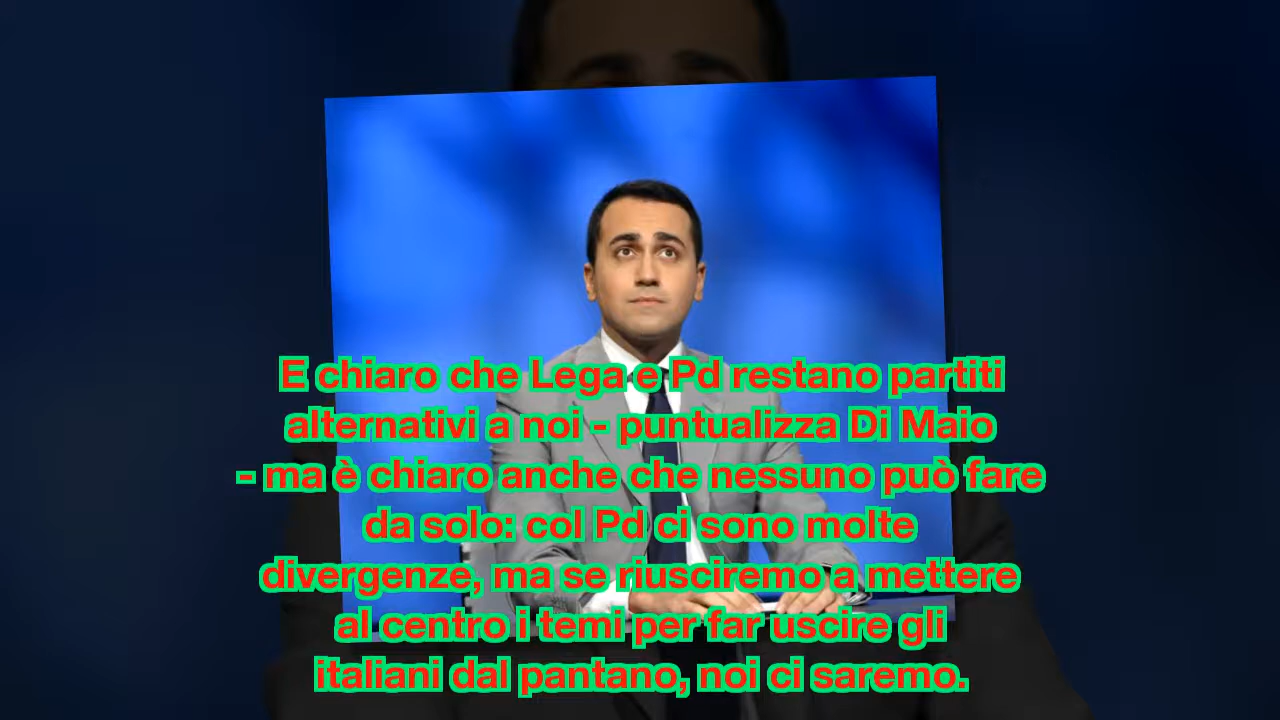 E chiaro che Lega e Pd restano partiti
alternativi a noi - puntualizza Di Maio
- ma è chiaro anche che nessuno può fare
da solo: col Pd ci sono molte
divergenze, ma se riusciremo a mettere
al centro i temi per far uscire gli
italiani dal pantano, noi ci saremo.